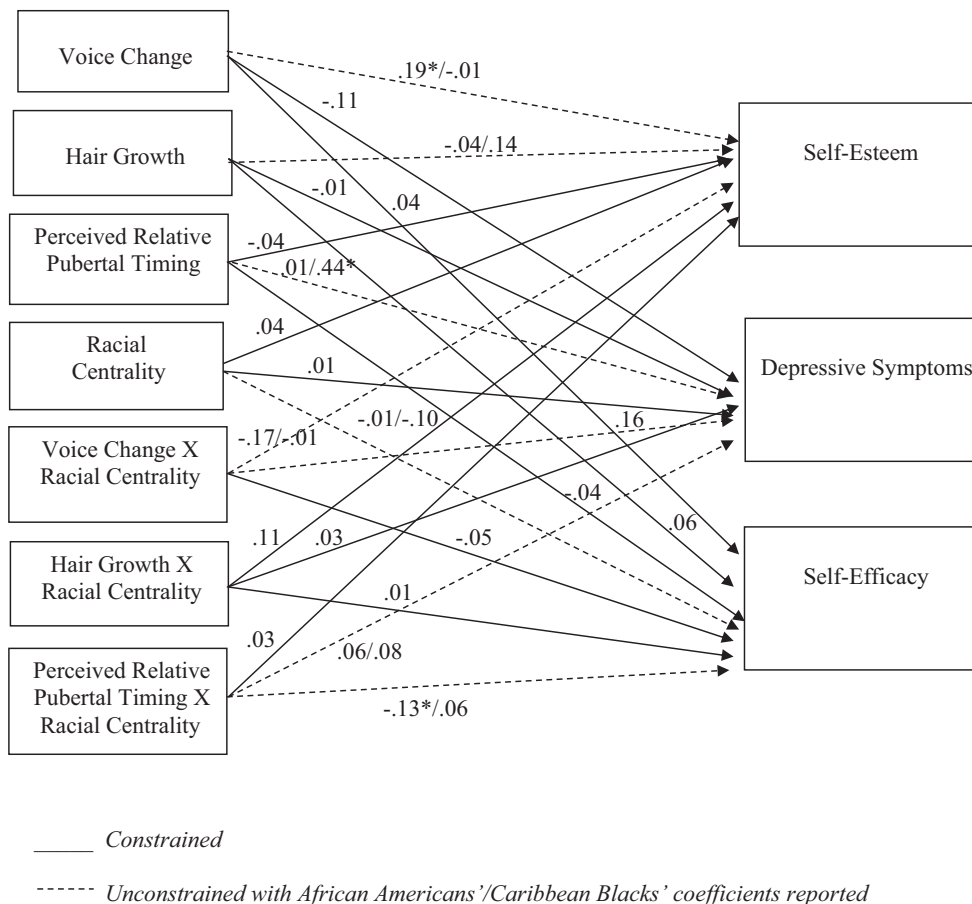 Voice Change
Hair Growth
Perceived Relative
Pubertal Timing
Racial
Centrality
Voice Change X
Racial Centrality
Hair Growth X
Racial Centrality
Perceived Relative
Pubertal Timing X
Racial Centrality
.19*/-.01
-.11
-.04/.14
-.01
.04
-.04
.01/.44*
.04
.01
-.01/-.10
.16
-.17/-.01
-.04
.06
.11
.03
-.05
.01
.03
.06/.08
-.13*/.06
Self-Esteem
Depressive Symptoms
Self-Efficacy
Constrained
Unconstrained with African Americans'/Caribbean Blacks' coefficients reported